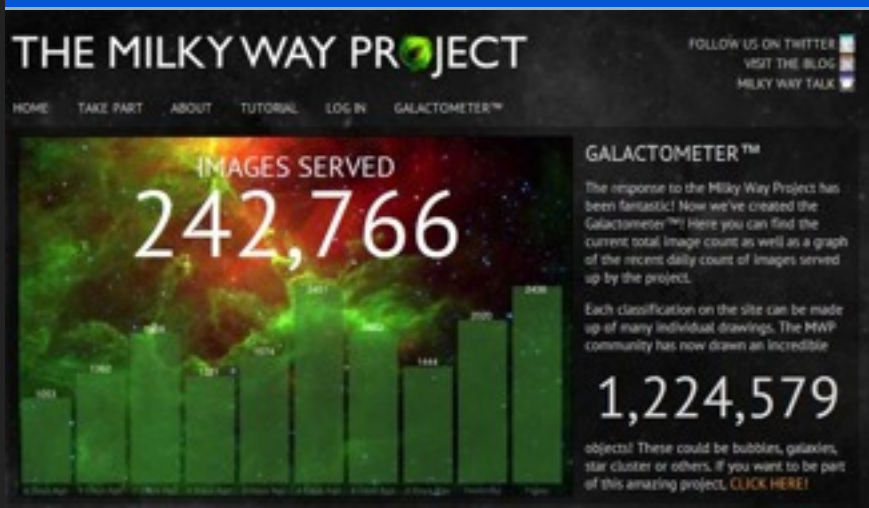 THE MILKY WAY PROJECT
FOLLOW US ON TWITTER
VISIT THE BLOG
MILKY WAY TALK
HOME TAKE PART ABOUT TUTORIAL LOG IN GALACTOMETER™
IMAGES SERVED
242,766
1444
GALACTOMETER™
The response to the Milky Way Project has
been fantastic! Now we've created the
Galactometer™! Here you can find the
current total image count as well as a graph
of the recent daily count of images served
up by the project.
Each classification on the site can be made
up of many individual drawings. The MWP
community has now drawn an incredible
1,224,579
objects! These could be bubbles, galaxies,
star cluster or others. If you want to be part
of this amazing project, CLICK HERE!